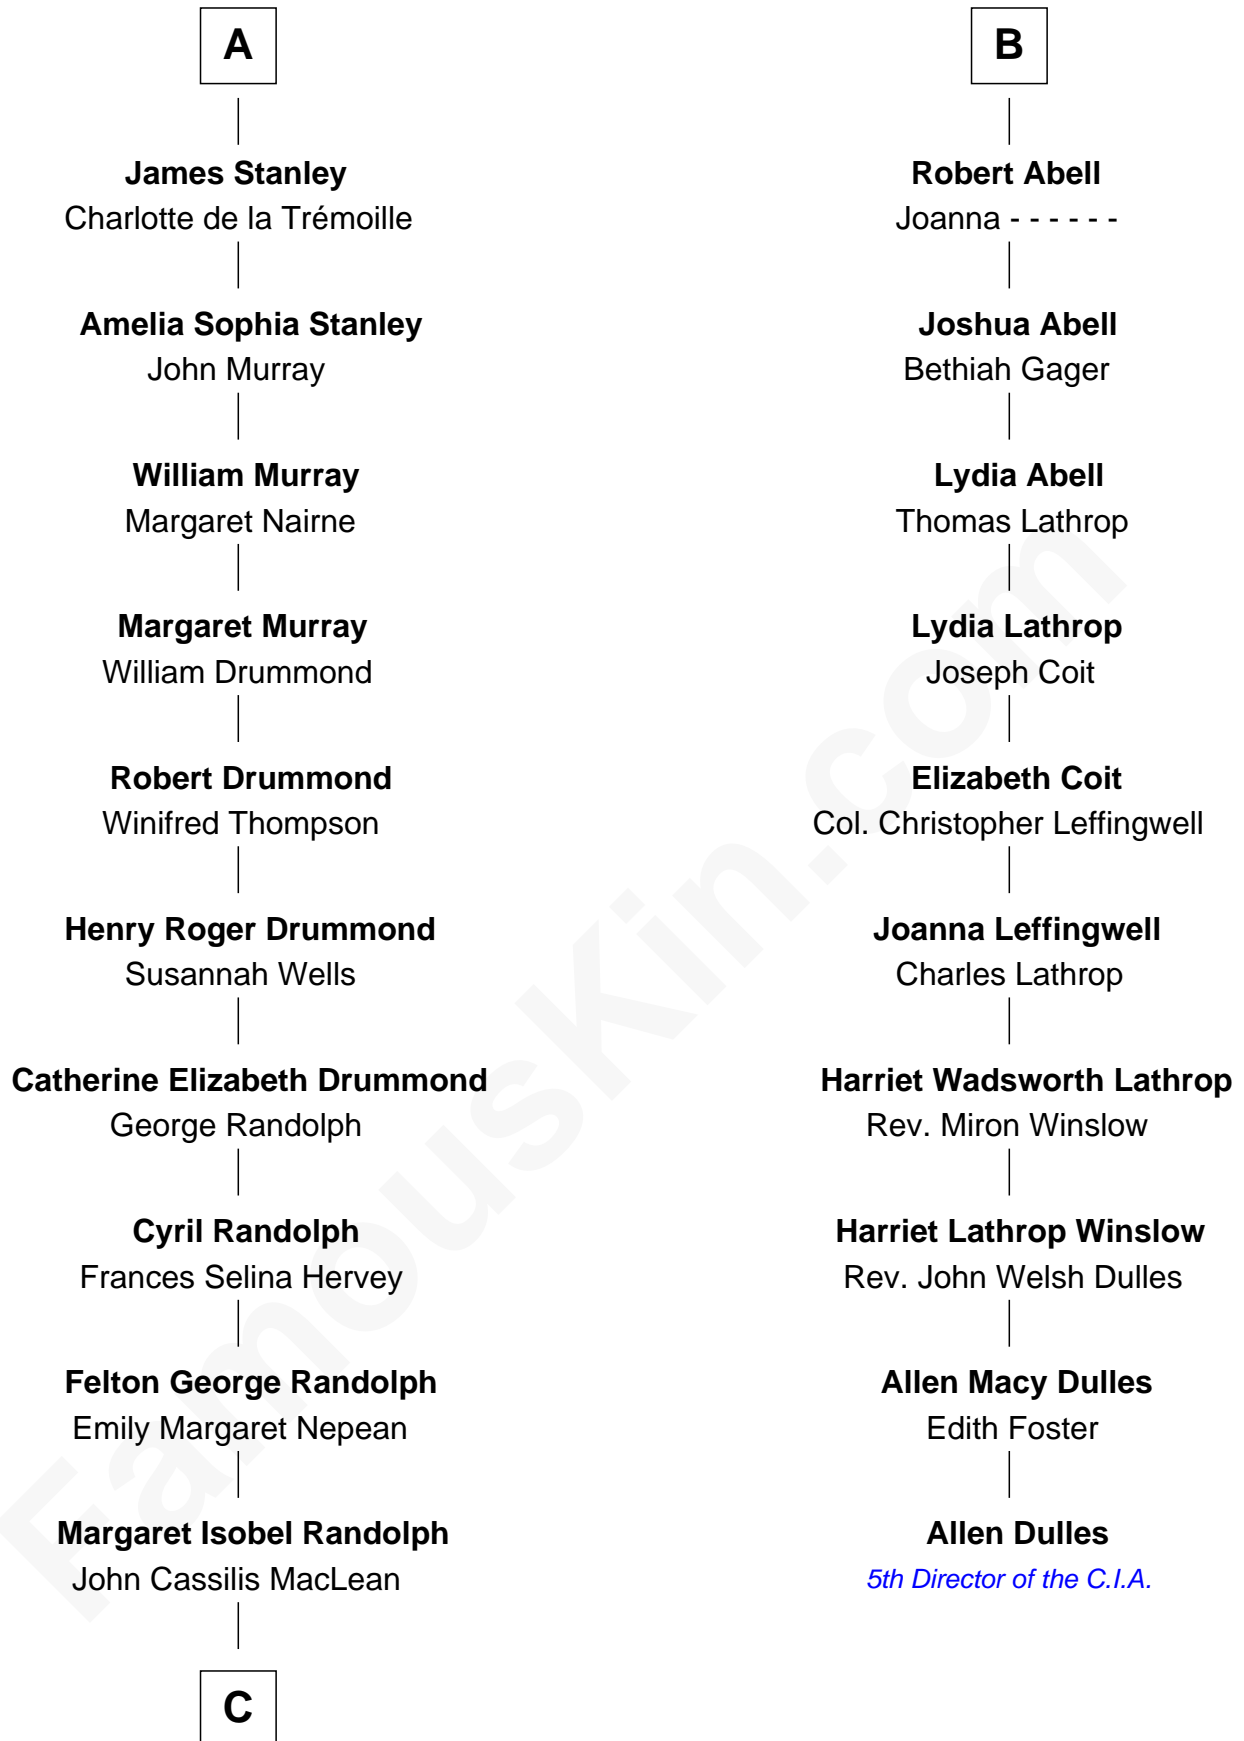 A
James Stanley
Charlotte de la Trémoille
Amelia Sophia Stanley
John Murray
William Murray
Margaret Nairne
Margaret Murray
William Drummond
Robert Drummond
Winifred Thompson
Henry Roger Drummond
Susannah Wells
Catherine Elizabeth Drummond
George Randolph
Cyril Randolph
Frances Selina Hervey
Felton George Randolph
Emily Margaret Nepean
Margaret Isobel Randolph
John Cassilis MacLean
C
B
Robert Abell
Joanna - - - - - -
Joshua Abell
Bethiah Gager
Lydia Abell
Thomas Lathrop
Lydia Lathrop
Joseph Coit
Elizabeth Coit
Col. Christopher Leffingwell
Joanna Leffingwell
Charles Lathrop
Harriet Wadsworth Lathrop
Rev. Miron Winslow
Harriet Lathrop Winslow
Rev. John Welsh Dulles
Allen Macy Dulles
Edith Foster
Allen Dulles
5th Director of the C.I.A.
FamousKin.com